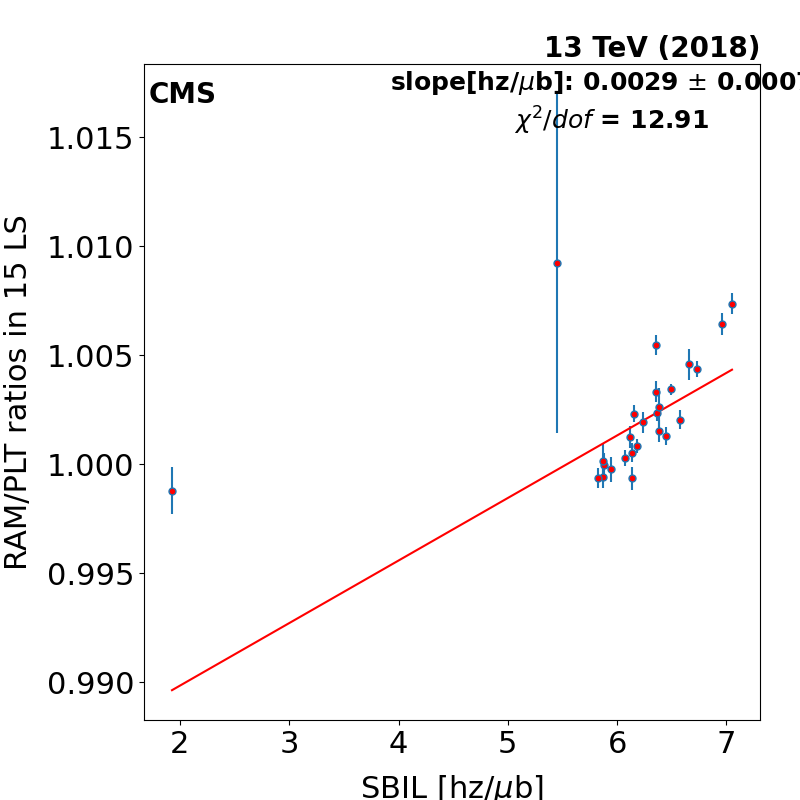 13 TeV (2018)
CMS
slope[hz/μb]: 0.0029 ± 0.0007
χ²/dof = 12.91
RAM/PLT ratios in 15 LS
1.015
1.010
1.005
1.000
0.995
0.990
2 3 4 5 6 7
SBIL [hz/μb]